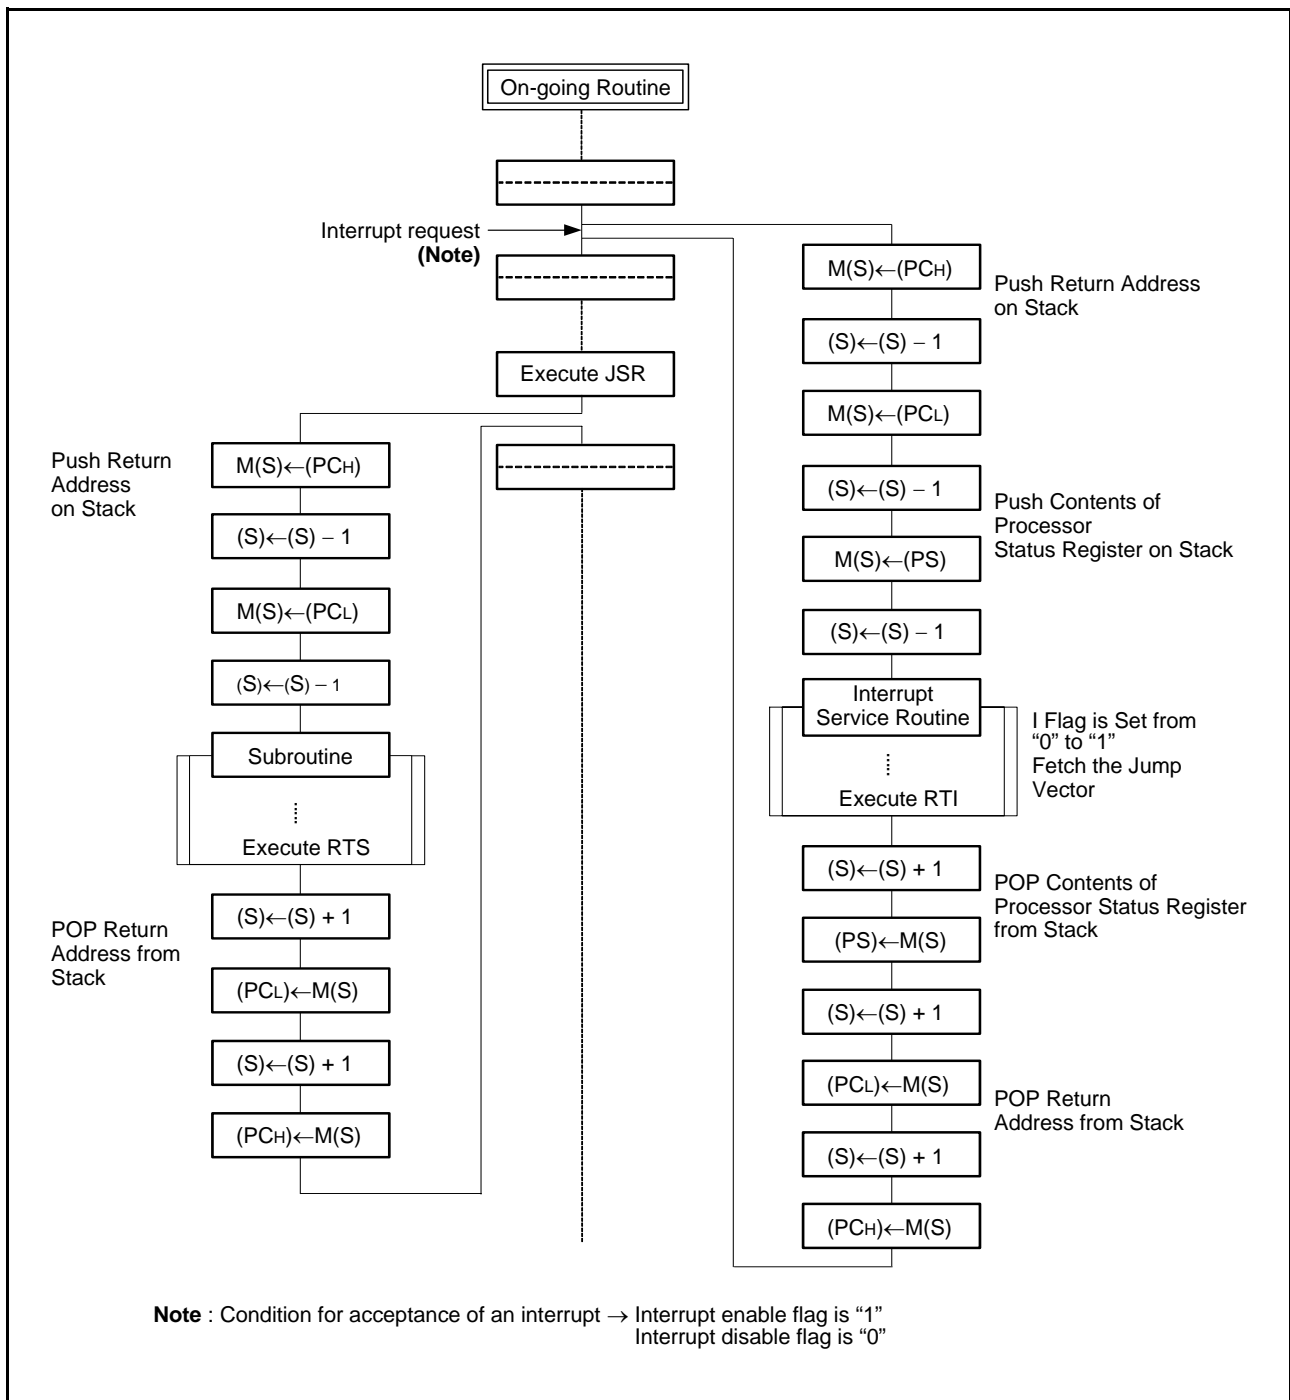 On-going Routine
Interrupt request
(Note)
Execute JSR
Push Return
Address
on Stack
M(S)←(PCH)
(S)←(S) – 1
M(S)←(PCL)
(S)←(S) – 1
Subroutine
Execute RTS
POP Return
Address from
Stack
(S)←(S) + 1
(PCL)←M(S)
(S)←(S) + 1
(PCH)←M(S)
M(S)←(PCH)
Push Return Address
on Stack
(S)←(S) – 1
M(S)←(PCL)
(S)←(S) – 1
Push Contents of
Processor
Status Register on Stack
M(S)←(PS)
(S)←(S) – 1
Interrupt
Service Routine
I Flag is Set from
“0” to “1”
Fetch the Jump
Vector
Execute RTI
(S)←(S) + 1
POP Contents of
Processor Status Register
from Stack
(PS)←M(S)
(S)←(S) + 1
(PCL)←M(S)
POP Return
Address from Stack
(S)←(S) + 1
(PCH)←M(S)
Note : Condition for acceptance of an interrupt → Interrupt enable flag is “1”
Interrupt disable flag is “0”